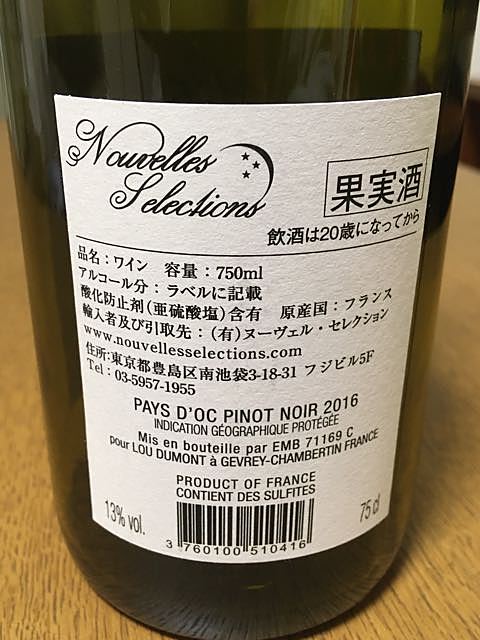 Nouvelles
Selections
果実酒
飲酒は20歳になってから
品名：ワイン 容量：750ml
アルコール分：ラベルに記載
酸化防止剤(亜硫酸塩)含有 原産国：フランス
輸入者及び引取先：(有)ヌーヴェル・セレクション
www.nouvellesselections.com
住所:東京都豊島区南池袋3-18-31 フジビル5F
Tel：03-5957-1955
PAYS D'OC PINOT NOIR 2016
INDICATION GÉOGRAPHIQUE PROTÉGÉE
Mis en bouteille par EMB 71169 C
pour LOU DUMONT à GEVREY-CHAMBERTIN FRANCE
PRODUCT OF FRANCE
CONTIENT DES SULFITES
13% vol.
75 cl
3 760100 510416